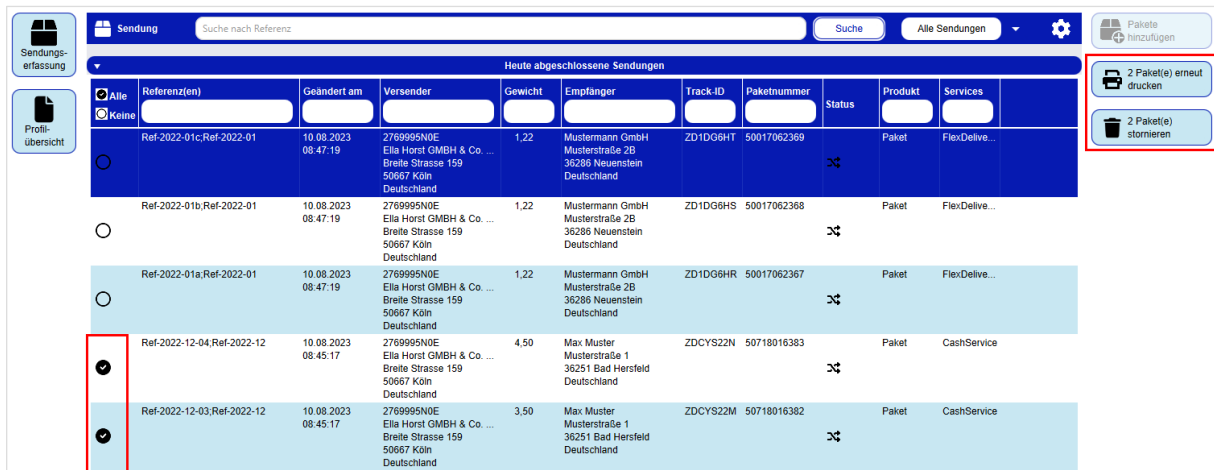 Sendungs-
erfassung
Profil-
übersicht
Sendung
Suche nach Referenz
Suche
Alle Sendungen
Pakete
hinzufügen
2 Paket(e) erneut
drucken
2 Paket(e)
stornieren
Heute abgeschlossene Sendungen
Alle
Keine
Referenz(en)
Geändert am
Versender
Gewicht
Empfänger
Track-ID
Paketnummer
Status
Produkt
Services
Ref-2022-01c;Ref-2022-01
10.08.2023
08:47:19
2769995N0E
Ella Horst GMBH & Co. ...
Breite Strasse 159
50667 Köln
Deutschland
1,22
Mustermann GmbH
Musterstraße 2B
36286 Neuenstein
Deutschland
ZD1DG6HT
50017062369
Paket
FlexDelive...
Ref-2022-01b;Ref-2022-01
10.08.2023
08:47:19
2769995N0E
Ella Horst GMBH & Co. ...
Breite Strasse 159
50667 Köln
Deutschland
1,22
Mustermann GmbH
Musterstraße 2B
36286 Neuenstein
Deutschland
ZD1DG6HS
50017062368
Paket
FlexDelive...
Ref-2022-01a;Ref-2022-01
10.08.2023
08:47:19
2769995N0E
Ella Horst GMBH & Co. ...
Breite Strasse 159
50667 Köln
Deutschland
1,22
Mustermann GmbH
Musterstraße 2B
36286 Neuenstein
Deutschland
ZD1DG6HR
50017062367
Paket
FlexDelive...
Ref-2022-12-04;Ref-2022-12
10.08.2023
08:45:17
2769995N0E
Ella Horst GMBH & Co. ...
Breite Strasse 159
50667 Köln
Deutschland
4,50
Max Muster
Musterstraße 1
36251 Bad Hersfeld
Deutschland
ZDCYS22N
50718016383
Paket
CashService
Ref-2022-12-03;Ref-2022-12
10.08.2023
08:45:17
2769995N0E
Ella Horst GMBH & Co. ...
Breite Strasse 159
50667 Köln
Deutschland
3,50
Max Muster
Musterstraße 1
36251 Bad Hersfeld
Deutschland
ZDCYS22M
50718016382
Paket
CashService